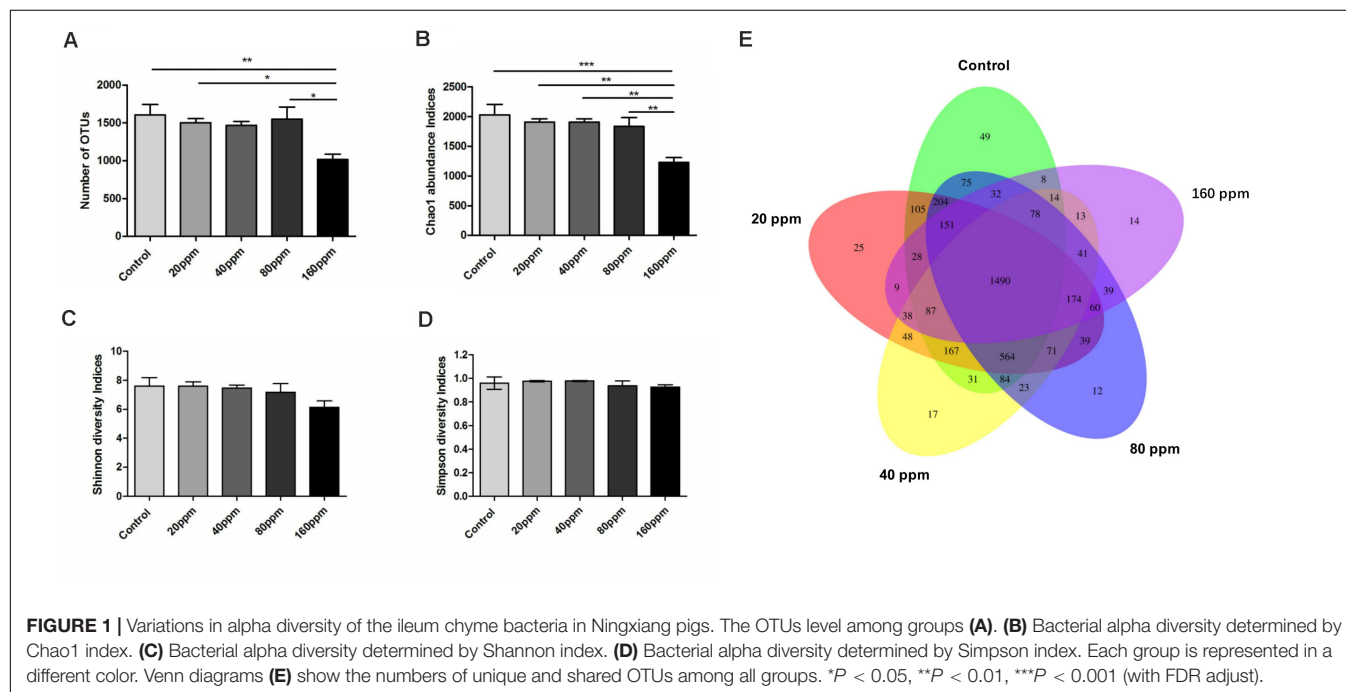 A
**
*
*
Number of OTUs
2000
1500
1000
500
0
Control
20ppm
40ppm
80ppm
160ppm
B
***
**
**
**
Chao1 abundance Indices
2500
2000
1500
1000
500
0
Control
20ppm
40ppm
80ppm
160ppm
C
Shinnon diversity Indices
10
8
6
4
2
0
Control
20ppm
40ppm
80ppm
160ppm
D
Simpson diversity Indices
1.2
1.0
0.8
0.6
0.4
0.2
0.0
Control
20ppm
40ppm
80ppm
160ppm
E
Control
160 ppm
20 ppm
40 ppm
80 ppm
49
75
32
8
14
13
14
105
204
151
78
25
28
41
9
1490
39
38
87
174
60
48
167
564
71
39
31
84
23
12
17
FIGURE 1 | Variations in alpha diversity of the ileum chyme bacteria in Ningxiang pigs. The OTUs level among groups (A). (B) Bacterial alpha diversity determined by
Chao1 index. (C) Bacterial alpha diversity determined by Shannon index. (D) Bacterial alpha diversity determined by Simpson index. Each group is represented in a
different color. Venn diagrams (E) show the numbers of unique and shared OTUs among all groups. *P < 0.05, **P < 0.01, ***P < 0.001 (with FDR adjust).